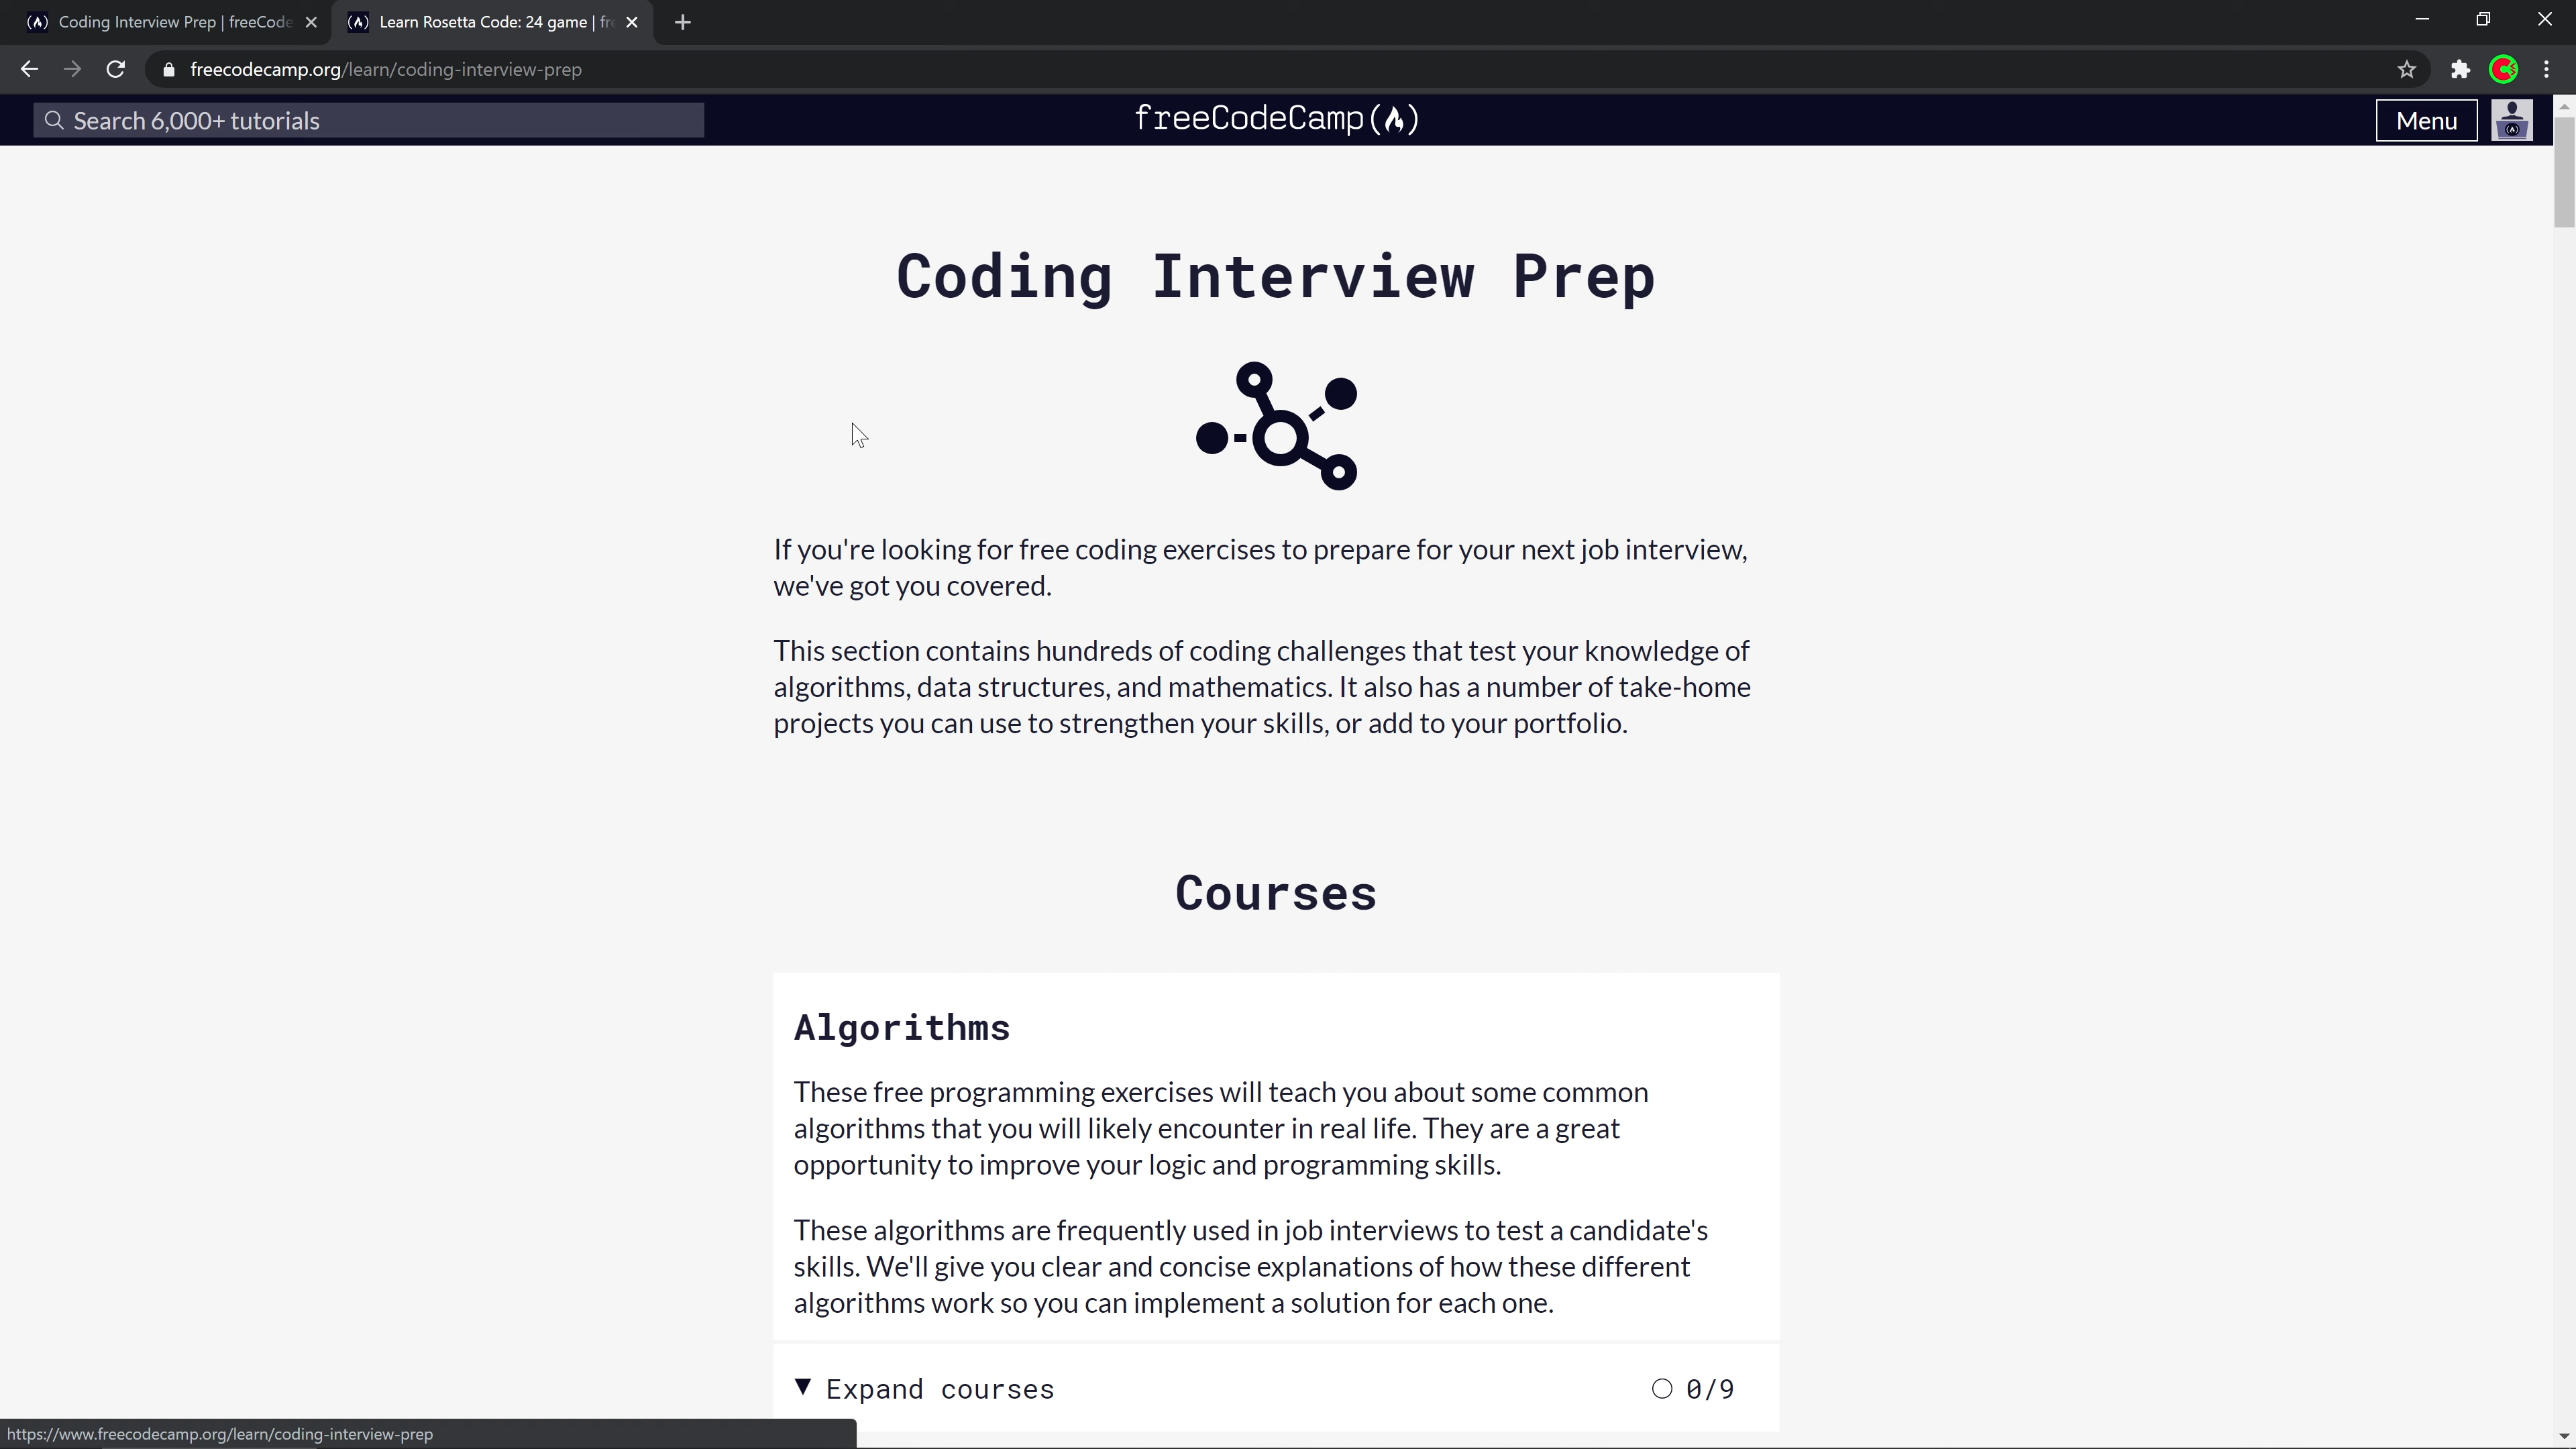 Coding Interview Prep | freeCode
Learn Rosetta Code: 24 game | fr
freecodecamp.org/learn/coding-interview-prep
Search 6,000+ tutorials
freeCodeCamp
Menu
Coding Interview Prep
If you're looking for free coding exercises to prepare for your next job interview,
we've got you covered.
This section contains hundreds of coding challenges that test your knowledge of
algorithms, data structures, and mathematics. It also has a number of take-home
projects you can use to strengthen your skills, or add to your portfolio.
Courses
Algorithms
These free programming exercises will teach you about some common
algorithms that you will likely encounter in real life. They are a great
opportunity to improve your logic and programming skills.
These algorithms are frequently used in job interviews to test a candidate's
skills. We'll give you clear and concise explanations of how these different
algorithms work so you can implement a solution for each one.
Expand courses 0/9
https://www.freecodecamp.org/learn/coding-interview-prep